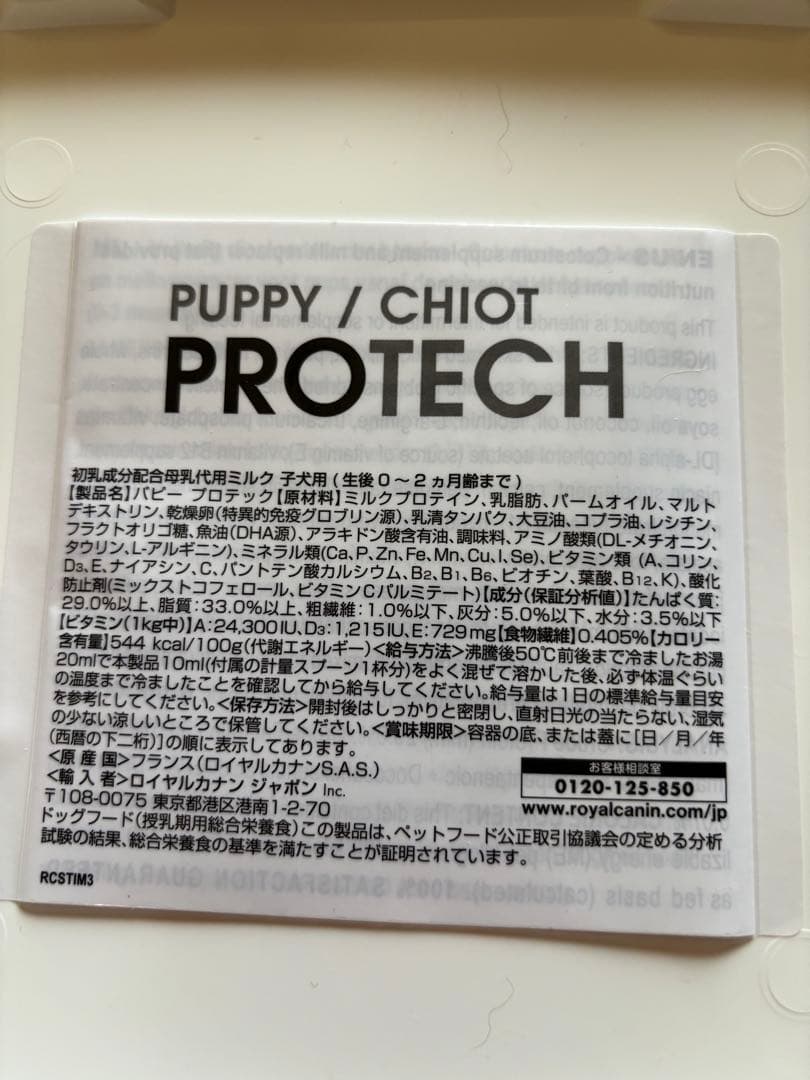 PUPPY / CHIOT
PROTECH
初乳成分配合母乳代用ミルク 子犬用 ( 生後 0 ~ 2 ヵ月齢まで )
【製品名】パピー プロテック【原材料】ミルクプロテイン、乳脂肪、パームオイル、マルト
デキストリン、乾燥卵(特異的免疫グロブリン源)、乳清タンパク、大豆油、コプラ油、レシチン、
フラクトオリゴ糖、魚油(DHA源)、アラキドン酸含有油、調味料、アミノ酸類(DL-メチオニン、
タウリン、L-アルギニン)、ミネラル類(Ca、P、Zn、Fe、Mn、Cu、I、Se)、ビタミン類 (A、コリン、
D3、E、ナイアシン、C、パントテン酸カルシウム、B2、B1、B6、ビオチン、葉酸、B12、K)、酸化
防止剤(ミックストコフェロール、ビタミンCパルミテート)【成分(保証分析値)】たんぱく質:
29.0%以上、脂質:33.0%以上、粗繊維:1.0%以下、灰分:5.0%以下、水分:3.5%以下
【ビタミン(1kg中)】A:24,300IU、D3:1,215IU、E:729mg【食物繊維】0.405%【カロリー
含有量】544 kcal/100g(代謝エネルギー)<給与方法>沸騰後50℃前後まで冷ましたお湯
20mlで本製品10ml(付属の計量スプーン1杯分)をよく混ぜて溶かした後、必ず体温ぐらい
の温度まで冷ましたことを確認してから給与してください。給与量は1日の標準給与量目安
を参考にしてください。<保存方法>開封後はしっかりと密閉し、直射日光の当たらない、湿気
の少ない涼しいところで保管してください。<賞味期限>容器の底、または蓋に[日/月/年
(西暦の下二桁)]の順に表示してあります。
<原 産 国>フランス(ロイヤルカナンS.A.S.)
<輸 入 者>ロイヤルカナン ジャポン Inc.
〒108-0075 東京都港区港南1-2-70
お客様相談室
0120-125-850
www.royalcanin.com/jp
ドッグフード(授乳期用総合栄養食)この製品は、ペットフード公正取引協議会の定める分析
試験の結果、総合栄養食の基準を満たすことが証明されています。
RCSTIM3